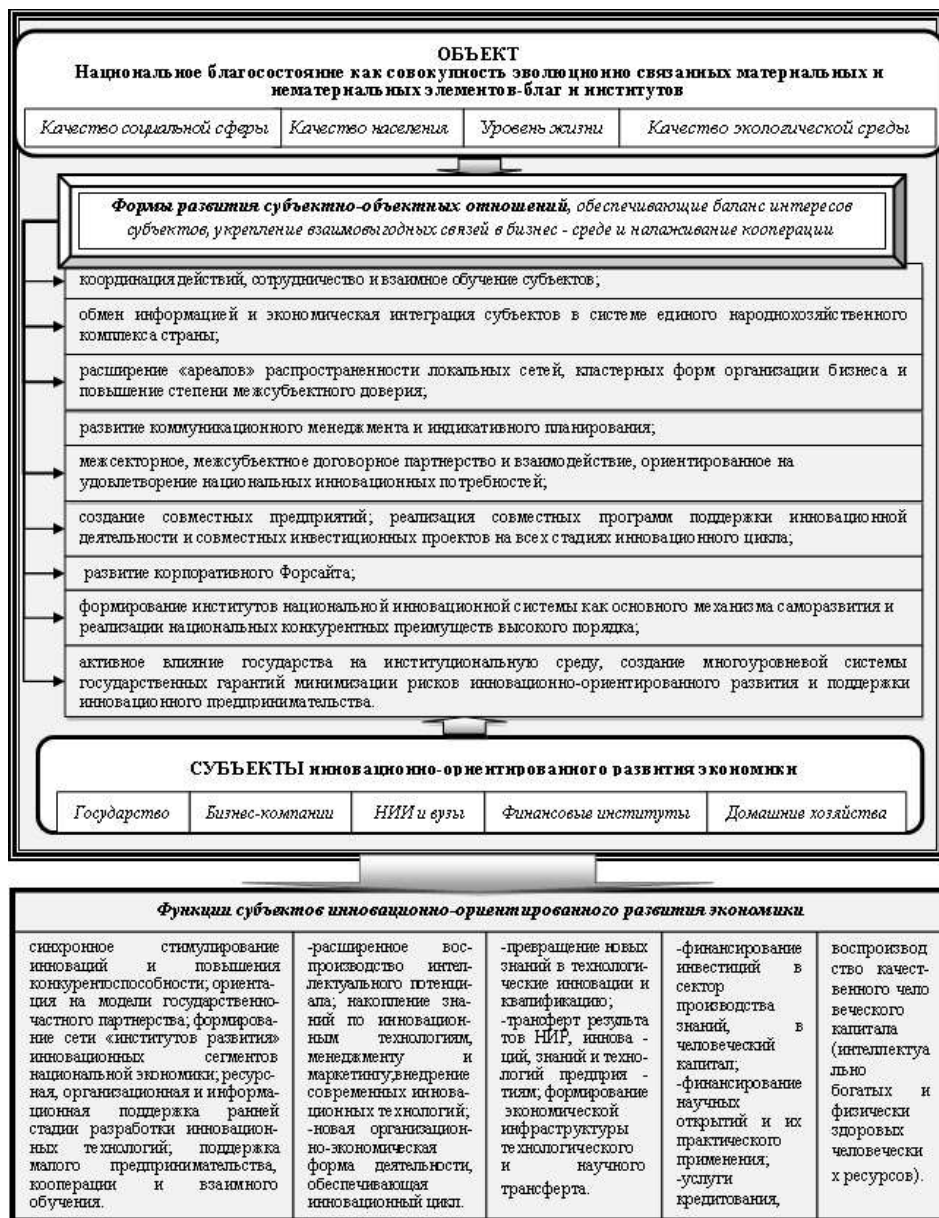 ОБЪЕКТ
Национальное благосостояние как совокупность эволюционно связанных материальных и
нематериальных элементов-благ и институтов
Качество социальной сферы Качество населения Уровень жизни Качество экологической среды
Формы развития субъектно-объектных отношений, обеспечивающие баланс интересов
субъектов, укрепление взаимовыгодных связей в бизнес - среде и налаживание кооперации
координация действий, сотрудничество и взаимное обучение субъектов;
обмен информацией и экономическая интеграция субъектов в системе единого народнохозяйственного
комплекса страны;
расширение «ареалов» распространенности локальных сетей, кластерных форм организации бизнеса и
повышение степени межсубъектного доверия;
развитие коммуникационного менеджмента и индикативного планирования;
межсекторное, межсубъектное договорное партнерство и взаимодействие, ориентированное на
удовлетворение национальных инновационных потребностей;
создание совместных предприятий; реализация совместных программ поддержки инновационной
деятельности и совместных инвестиционных проектов на всех стадиях инновационного цикла;
развитие корпоративного Форсайта;
формирование институтов национальной инновационной системы как основного механизма саморазвития и
реализации национальных конкурентных преимуществ высокого порядка;
активное влияние государства на институциональную среду, создание многоуровневой системы
государственных гарантий минимизации рисков инновационно-ориентированного развития и поддержки
инновационного предпринимательства.
СУБЪЕКТЫ инновационно-ориентированного развития экономики
Государство Бизнес-компании НИИ и вузы Финансовые институты Домашние хозяйства
Функции субъектов инновационно-ориентированного развития экономики
синхронное стимулирование
инноваций и повышения
конкурентоспособности; ориента-
ция на модели государственно-
частного партнерства; формирова-
ние сети «институтов развития»
инновационных сегментов
национальной экономики; ресурс-
ная, организационная и информа-
ционная поддержка ранней
стадии разработки инновацион-
ных технологий; поддержка
малого предпринимательства,
кооперации и взаимного
обучения.
-расширенное вос-
производство интел-
лектуального потенци-
ала; накопление зна-
ний по инновацион-
ным технологиям,
менеджменту и
маркетингу;внедрение
современных иннова-
ционных технологий;
-новая организацион-
но-экономическая
форма деятельности,
обеспечивающая
инновационный цикл.
-превращение новых
знаний в технологи-
ческие инновации и
квалификацию;
-трансферт результа
тов НИР, иннова -
ций, знаний и техно-
логий предприя -
тиям; формирование
экономической
инфраструктуры
технологического
и научного
трансферта.
-финансирование
инвестиций в
сектор
производства
знаний, в
человеческий
капитал;
-финансирование
научных
открытий и их
практического
применения;
-услуги
кредитования,
воспроизвод
ство качест-
венного чело
веческого
капитала
(интеллектуа
льно
богатых и
физически
здоровых
человечески
х ресурсов).